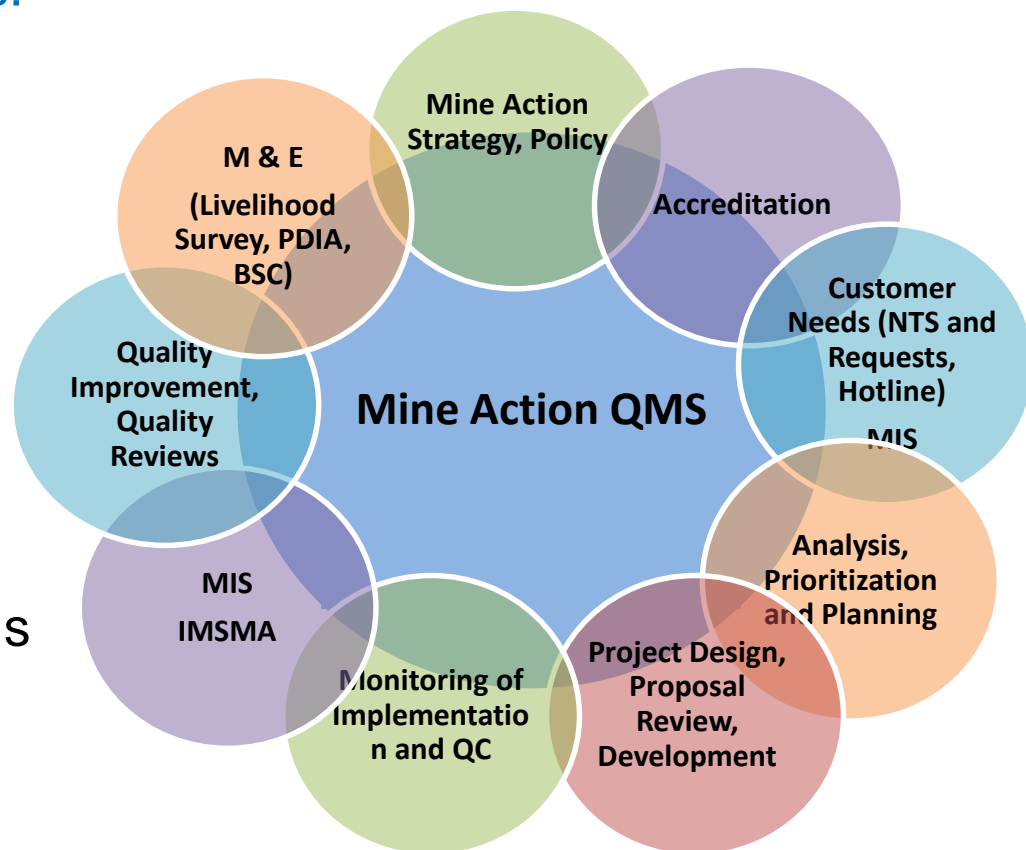 Mine Action
Strategy, Policy
Accreditation
Customer
Needs (NTS and
Requests,
Hotline)
MIS
Analysis,
Prioritization
and Planning
Project Design,
Proposal
Review,
Development
Monitoring of
Implementatio
n and QC
MIS
IMSMA
Quality
Improvement,
Quality
Reviews
M & E
(Livelihood
Survey, PDIA,
BSC)
Mine Action QMS
s